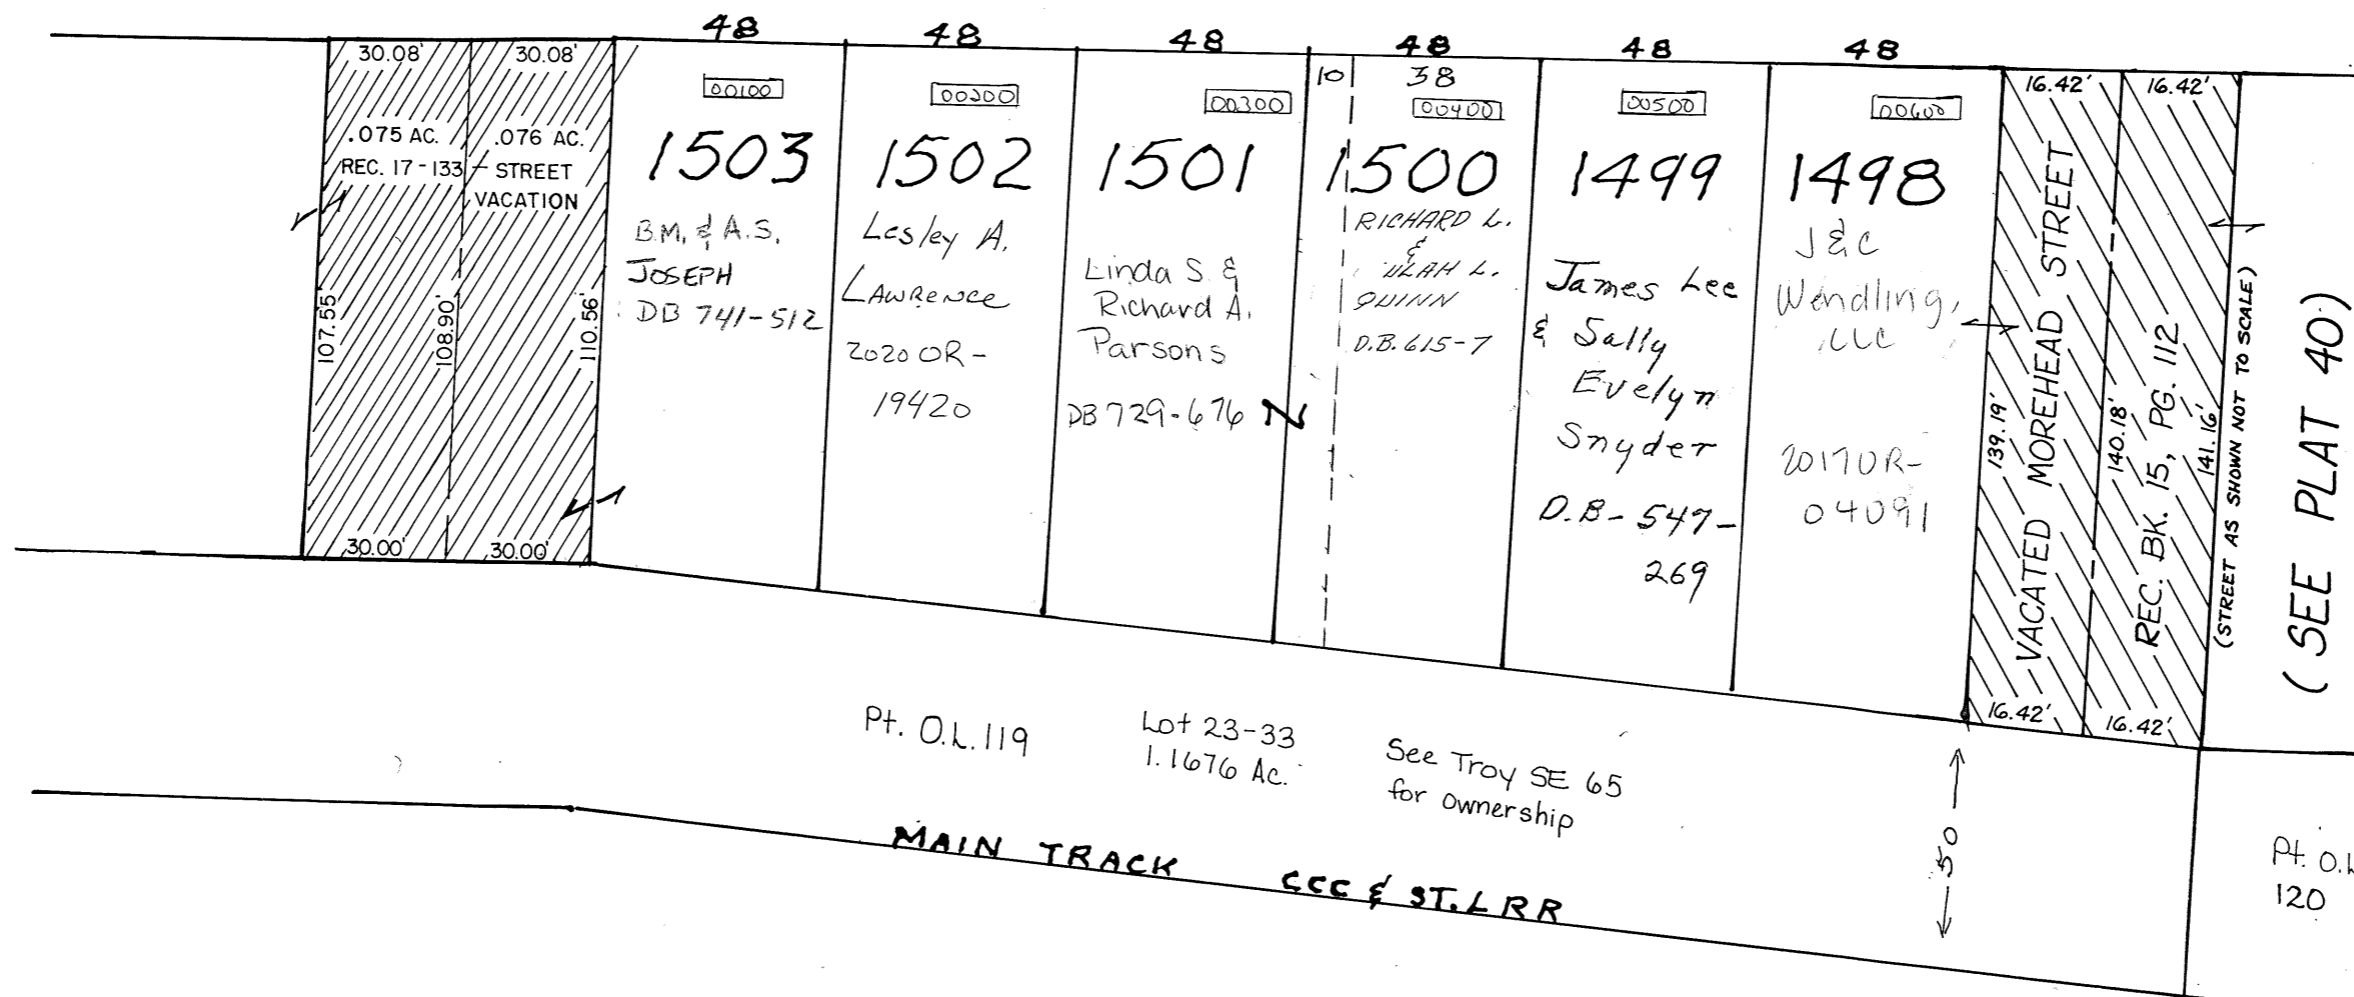 48
48
48
48
48
48
30.08'
30.08'
.075 AC.
.076 AC.
REC. 17-133 - STREET
VACATION
107.55'
108.90'
110.56'
30.00'
30.00'
00100
1503
B.M. & A.S.
JOSEPH
DB 741-512
00200
1502
Lesley A.
LAWRENCE
2020 OR-
19420
00300
1501
Linda S. &
Richard A.
Parsons
DB 729-676
10
38
00400
1500
RICHARD L.
&
ULAH L.
QUINN
D.B. 615-7
00500
1499
James Lee
& Sally
Evelyn
Snyder
D.B-547-
269
00600
1498
J&C
Wendling,
LLC
2017OR-
04091
16.42'
16.42'
139.19'
VACATED MOREHEAD STREET
140.18'
REC. BK. 15, PG. 112
141.16'
(STREET AS SHOWN NOT TO SCALE)
16.42'
16.42'
(SEE PLAT 40)
Pt. O.L. 119
Lot 23-33
1.1676 Ac.
See Troy SE 65
for ownership
50
MAIN TRACK CCC & ST. L RR
Pt. O.L
120